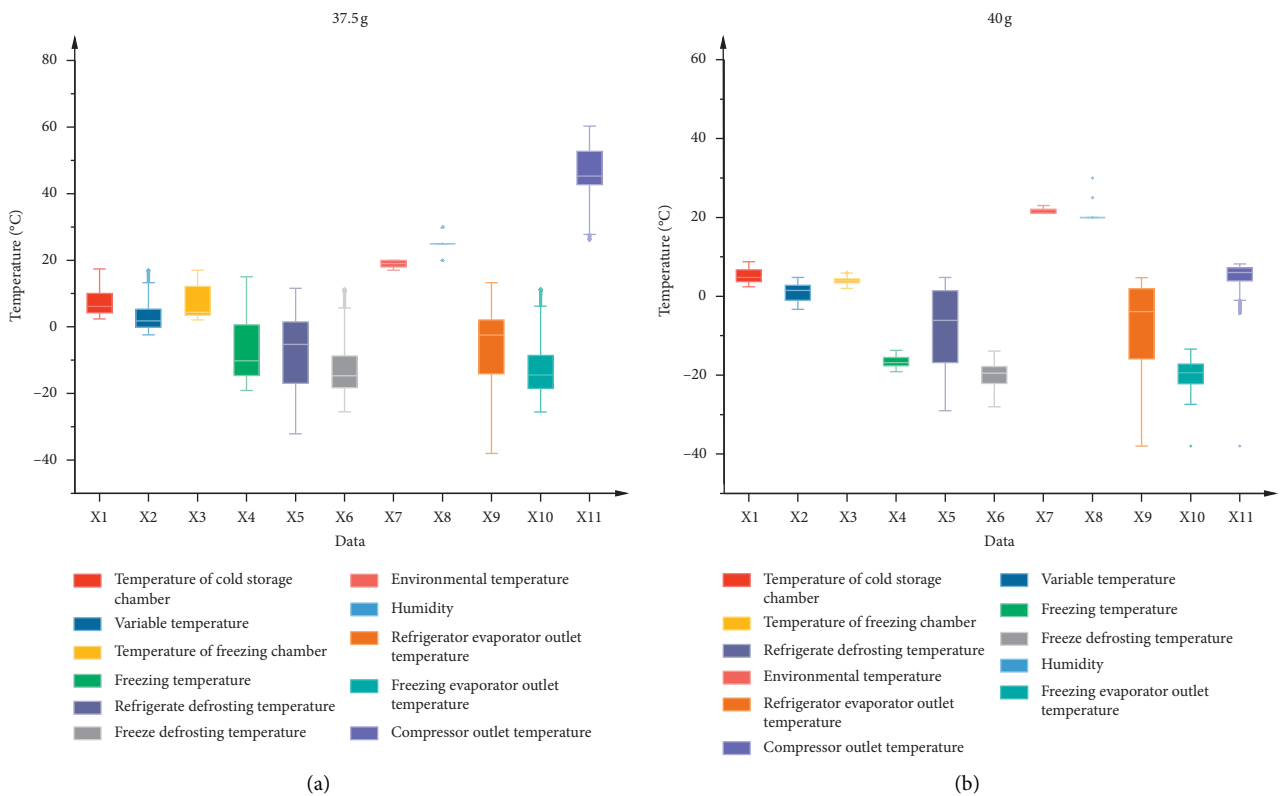 37.5 g
80
60
40
20
0
–20
–40
Temperature (°C)
X1 X2 X3 X4 X5 X6 X7 X8 X9 X10 X11
Data
Temperature of cold storage
chamber
Variable temperature
Temperature of freezing chamber
Freezing temperature
Refrigerate defrosting temperature
Freeze defrosting temperature
Environmental temperature
Humidity
Refrigerator evaporator outlet
temperature
Freezing evaporator outlet
temperature
Compressor outlet temperature
(a)
40 g
60
40
20
0
–20
–40
Temperature (°C)
X1 X2 X3 X4 X5 X6 X7 X8 X9 X10 X11
Data
Temperature of cold storage
chamber
Temperature of freezing chamber
Refrigerate defrosting temperature
Environmental temperature
Refrigerator evaporator outlet
temperature
Compressor outlet temperature
Variable temperature
Freezing temperature
Freeze defrosting temperature
Humidity
Freezing evaporator outlet
temperature
(b)